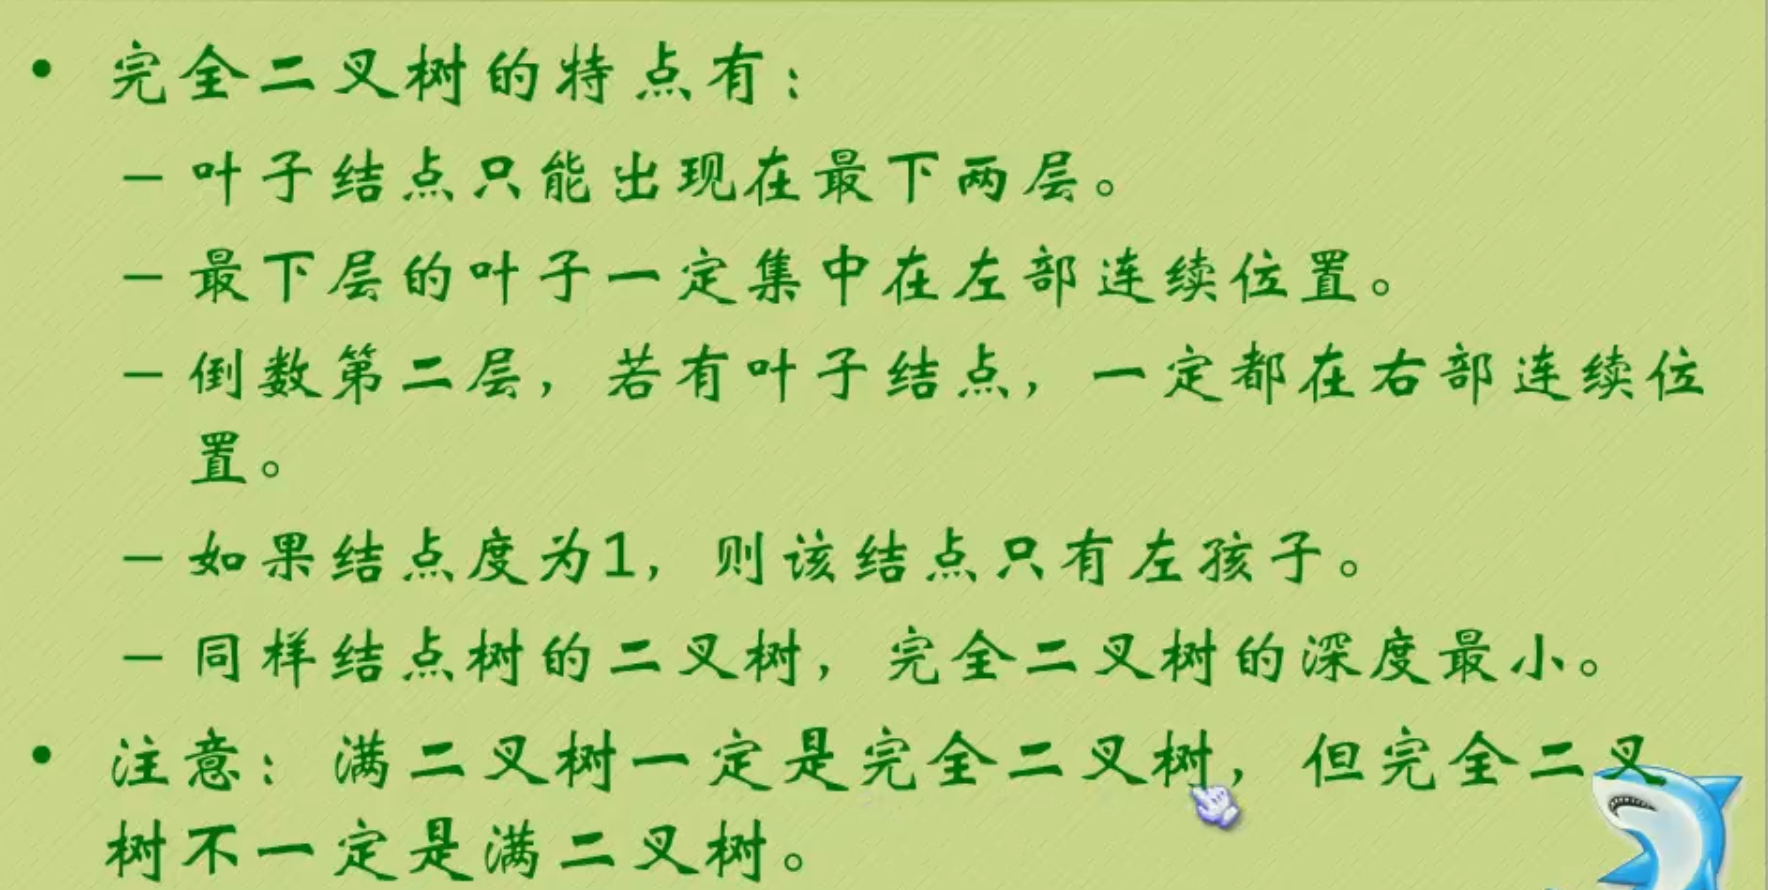 • 完全二叉树的特点有：
– 叶子结点只能出现在最下两层。
– 最下层的叶子一定集中在左部连续位置。
– 倒数第二层，若有叶子结点，一定都在右部连续位
置。
– 如果结点度为1，则该结点只有左孩子。
– 同样结点树的二叉树，完全二叉树的深度最小。
• 注意：满二叉树一定是完全二叉树，但完全二叉
树不一定是满二叉树。